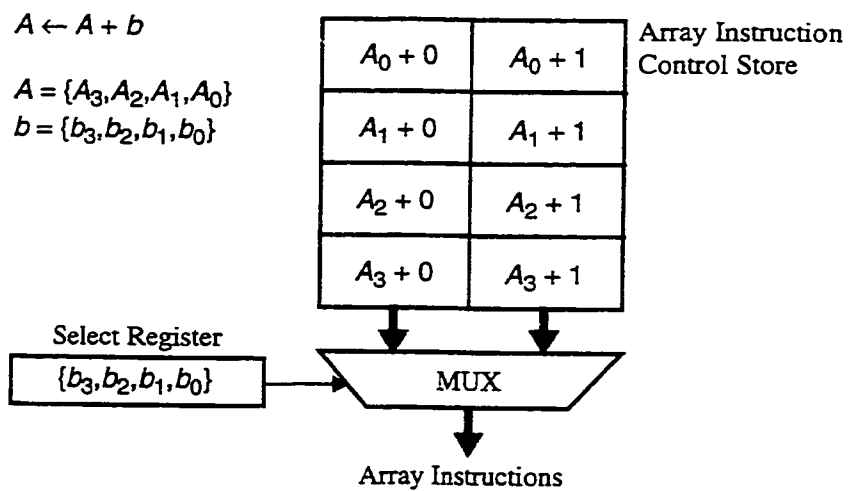 A ← A + b
A = {A₃,A₂,A₁,A₀}
b = {b₃,b₂,b₁,b₀}
A₀ + 0 A₀ + 1
A₁ + 0 A₁ + 1
A₂ + 0 A₂ + 1
A₃ + 0 A₃ + 1
Array Instruction
Control Store
Select Register
{b₃,b₂,b₁,b₀}
MUX
Array Instructions